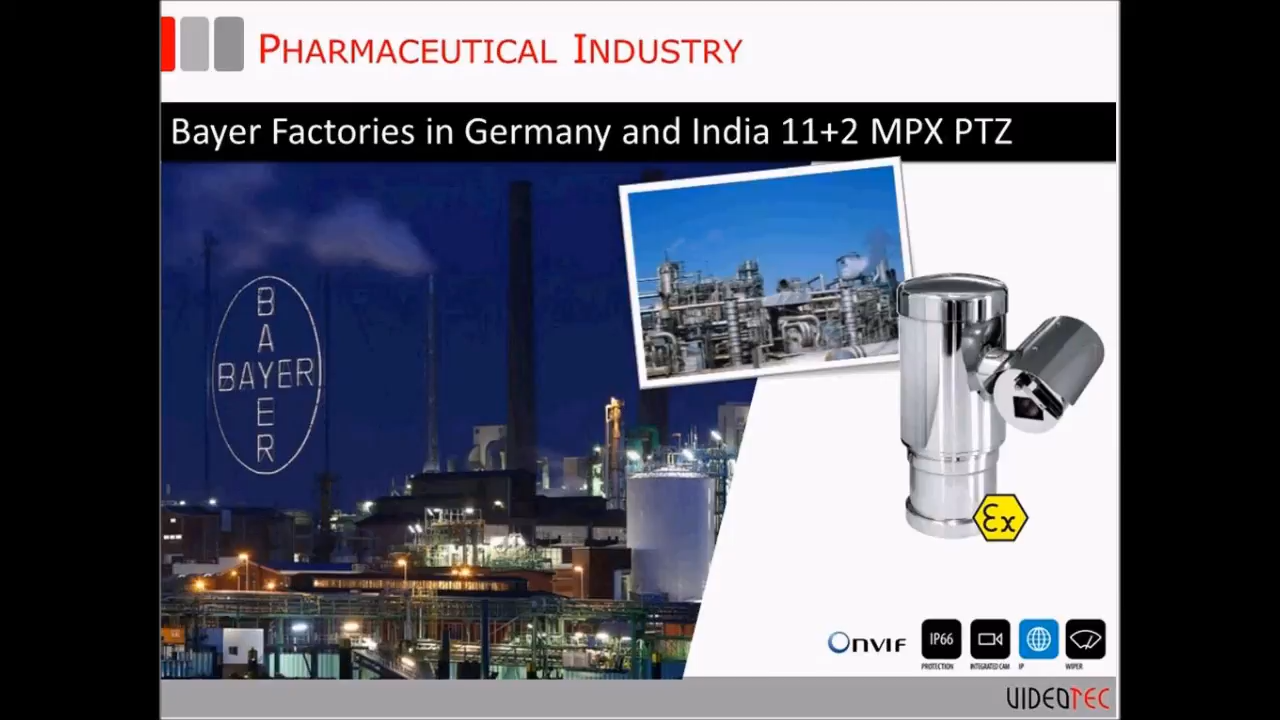 PHARMACEUTICAL INDUSTRY
Bayer Factories in Germany and India 11+2 MPX PTZ
B
A
BAYER
E
R
Ex
ONVIF
IP66
PROTECTION
INTEGRATED CAM
IP
WIPER
VIDEOTEC